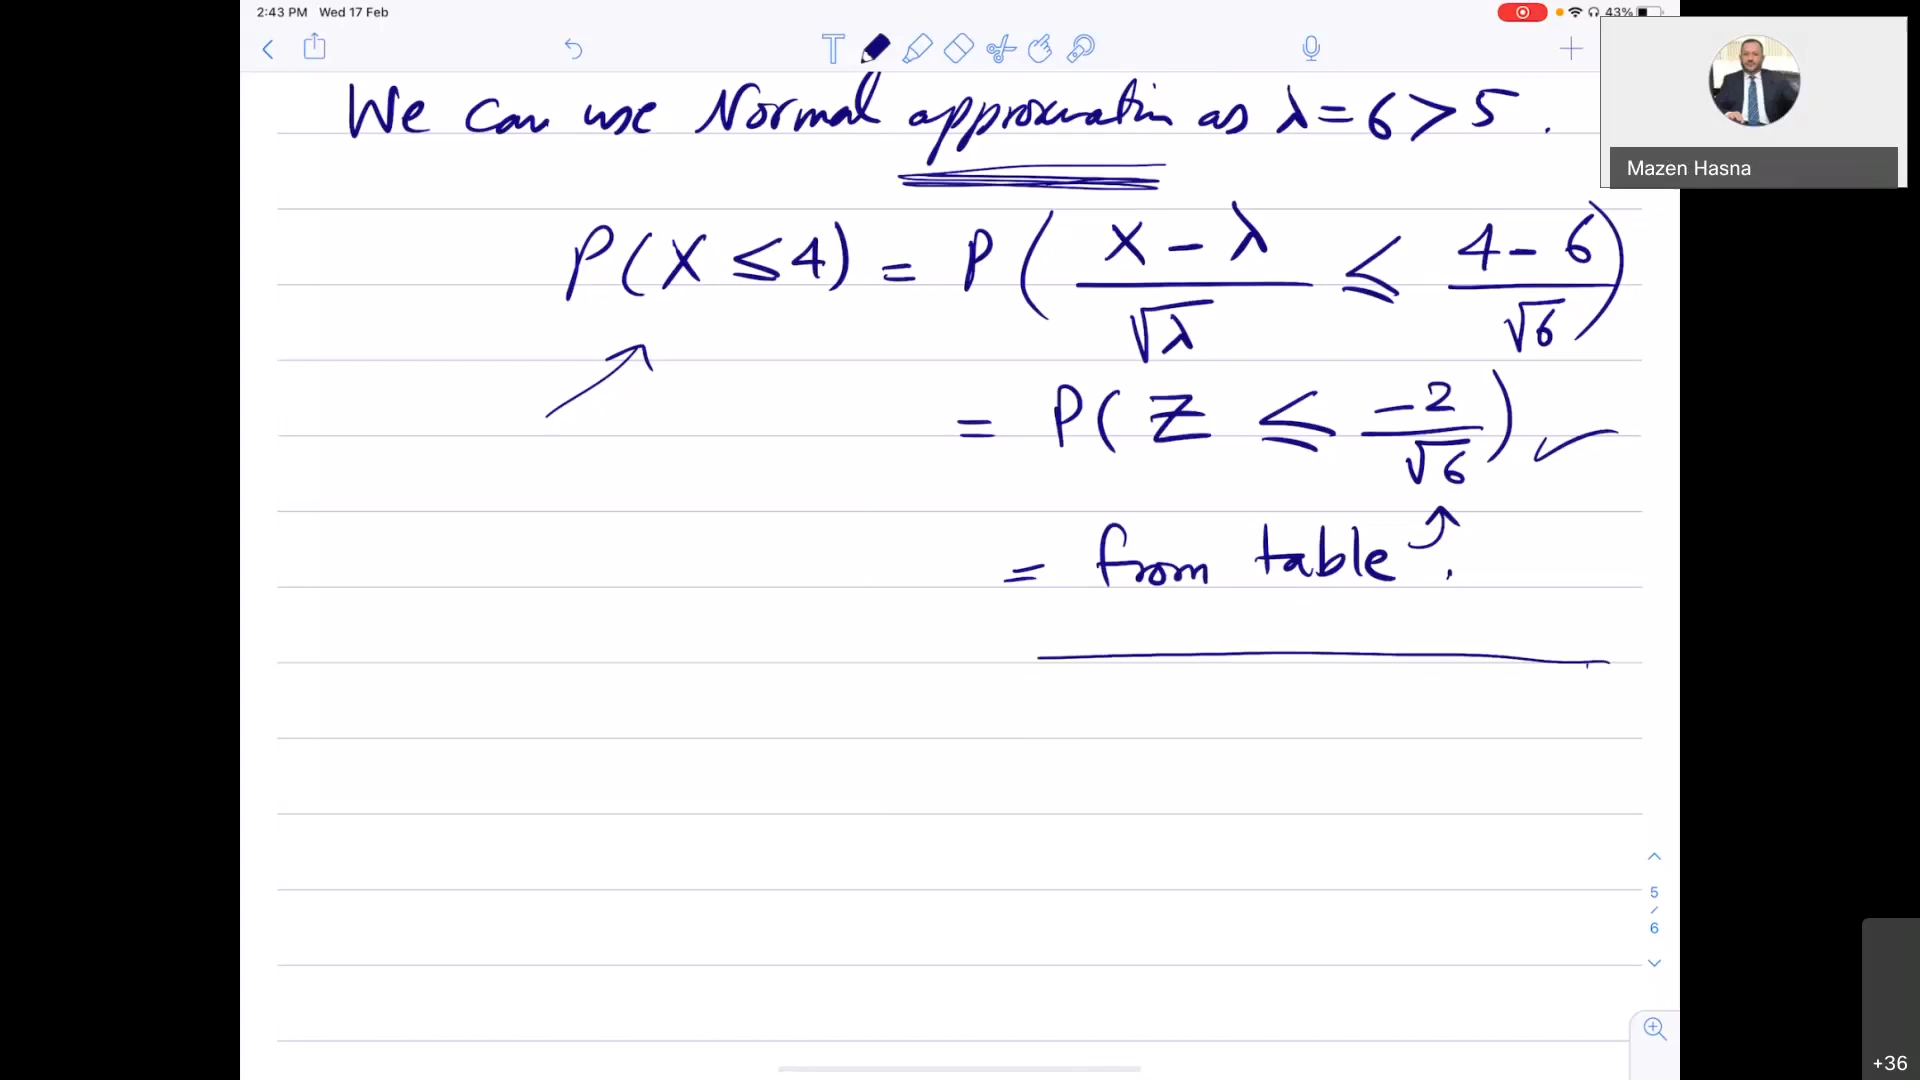 2:43 PM Wed 17 Feb
43%
We can use Normal approximation as λ = 6 > 5 .
Mazen Hasna
P(X ≤ 4) = P( (X - λ)/√λ ≤ (4 - 6)/√6 )
= P( Z ≤ -2/√6 ) ✓
= from table ↑ .
5
/
6
+36